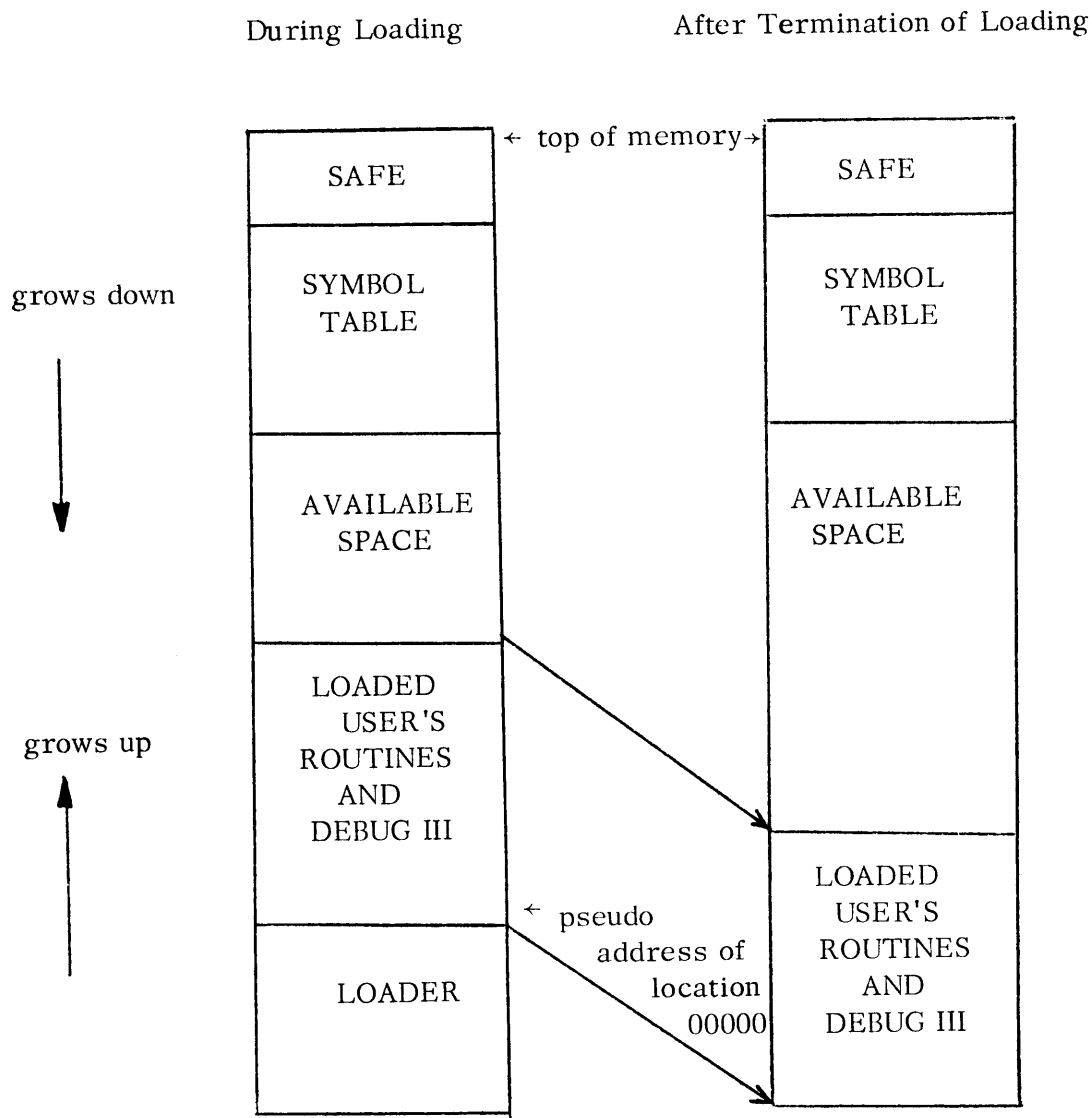 During Loading
After Termination of Loading
← top of memory→
SAFE
SAFE
SYMBOL
TABLE
SYMBOL
TABLE
grows down
AVAILABLE
SPACE
AVAILABLE
SPACE
LOADED
USER'S
ROUTINES
AND
DEBUG III
grows up
← pseudo
address of
location
00000
LOADER
LOADED
USER'S
ROUTINES
AND
DEBUG III